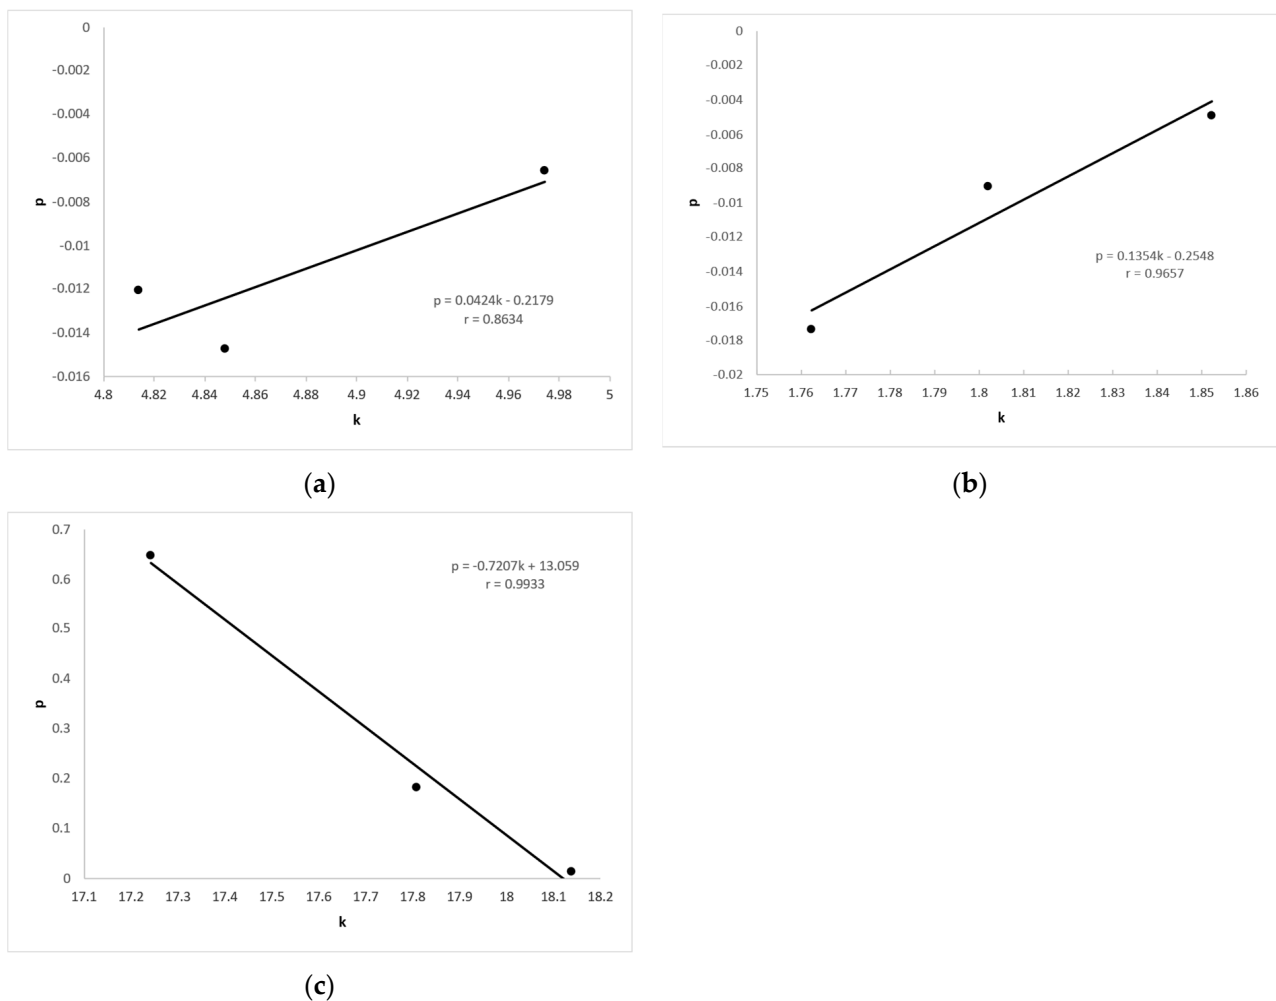 0
-0.002
-0.004
-0.006
-0.008
-0.01
-0.012
-0.014
-0.016
p
4.8 4.82 4.84 4.86 4.88 4.9 4.92 4.94 4.96 4.98 5
k
p = 0.0424k - 0.2179
r = 0.8634
(a)
0
-0.002
-0.004
-0.006
-0.008
-0.01
-0.012
-0.014
-0.016
-0.018
-0.02
p
1.75 1.76 1.77 1.78 1.79 1.80 1.81 1.82 1.83 1.84 1.85 1.86
k
p = 0.1354k - 0.2548
r = 0.9657
(b)
0.7
0.6
0.5
0.4
0.3
0.2
0.1
0
p
17.1 17.2 17.3 17.4 17.5 17.6 17.7 17.8 17.9 18 18.1 18.2
k
p = -0.7207k + 13.059
r = 0.9933
(c)